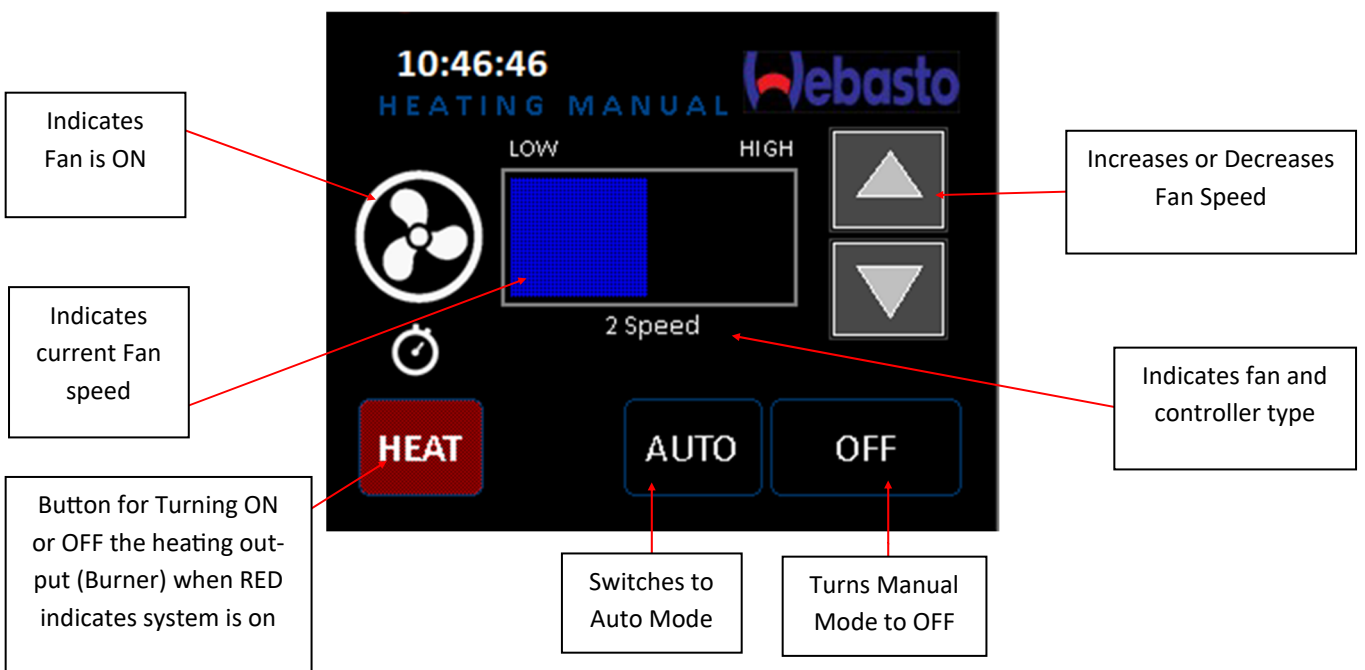 10:46:46
Webasto
HEATING MANUAL
Indicates
Fan is ON
LOW
HIGH
Increases or Decreases
Fan Speed
Indicates
current Fan
speed
2 Speed
Indicates fan and
controller type
HEAT
AUTO
OFF
Button for Turning ON
or OFF the heating out-
put (Burner) when RED
indicates system is on
Switches to
Auto Mode
Turns Manual
Mode to OFF